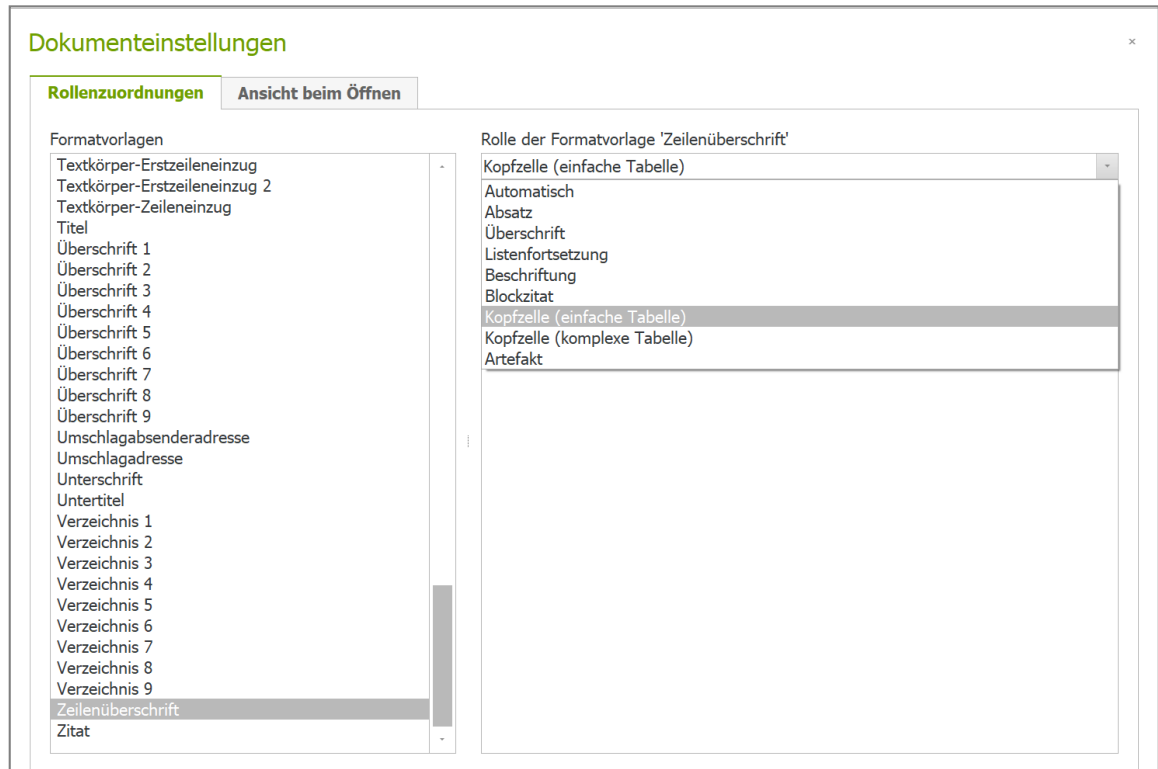 Dokumenteinstellungen
×
Rollenzuordnungen
Ansicht beim Öffnen
Formatvorlagen
Textkörper-Erstzeileneinzug
Textkörper-Erstzeileneinzug 2
Textkörper-Zeileneinzug
Titel
Überschrift 1
Überschrift 2
Überschrift 3
Überschrift 4
Überschrift 5
Überschrift 6
Überschrift 7
Überschrift 8
Überschrift 9
Umschlagabsenderadresse
Umschlagadresse
Unterschrift
Untertitel
Verzeichnis 1
Verzeichnis 2
Verzeichnis 3
Verzeichnis 4
Verzeichnis 5
Verzeichnis 6
Verzeichnis 7
Verzeichnis 8
Verzeichnis 9
Zeilenüberschrift
Zitat
Rolle der Formatvorlage 'Zeilenüberschrift'
Kopfzelle (einfache Tabelle)
Automatisch
Absatz
Überschrift
Listenfortsetzung
Beschriftung
Blockzitat
Kopfzelle (einfache Tabelle)
Kopfzelle (komplexe Tabelle)
Artefakt